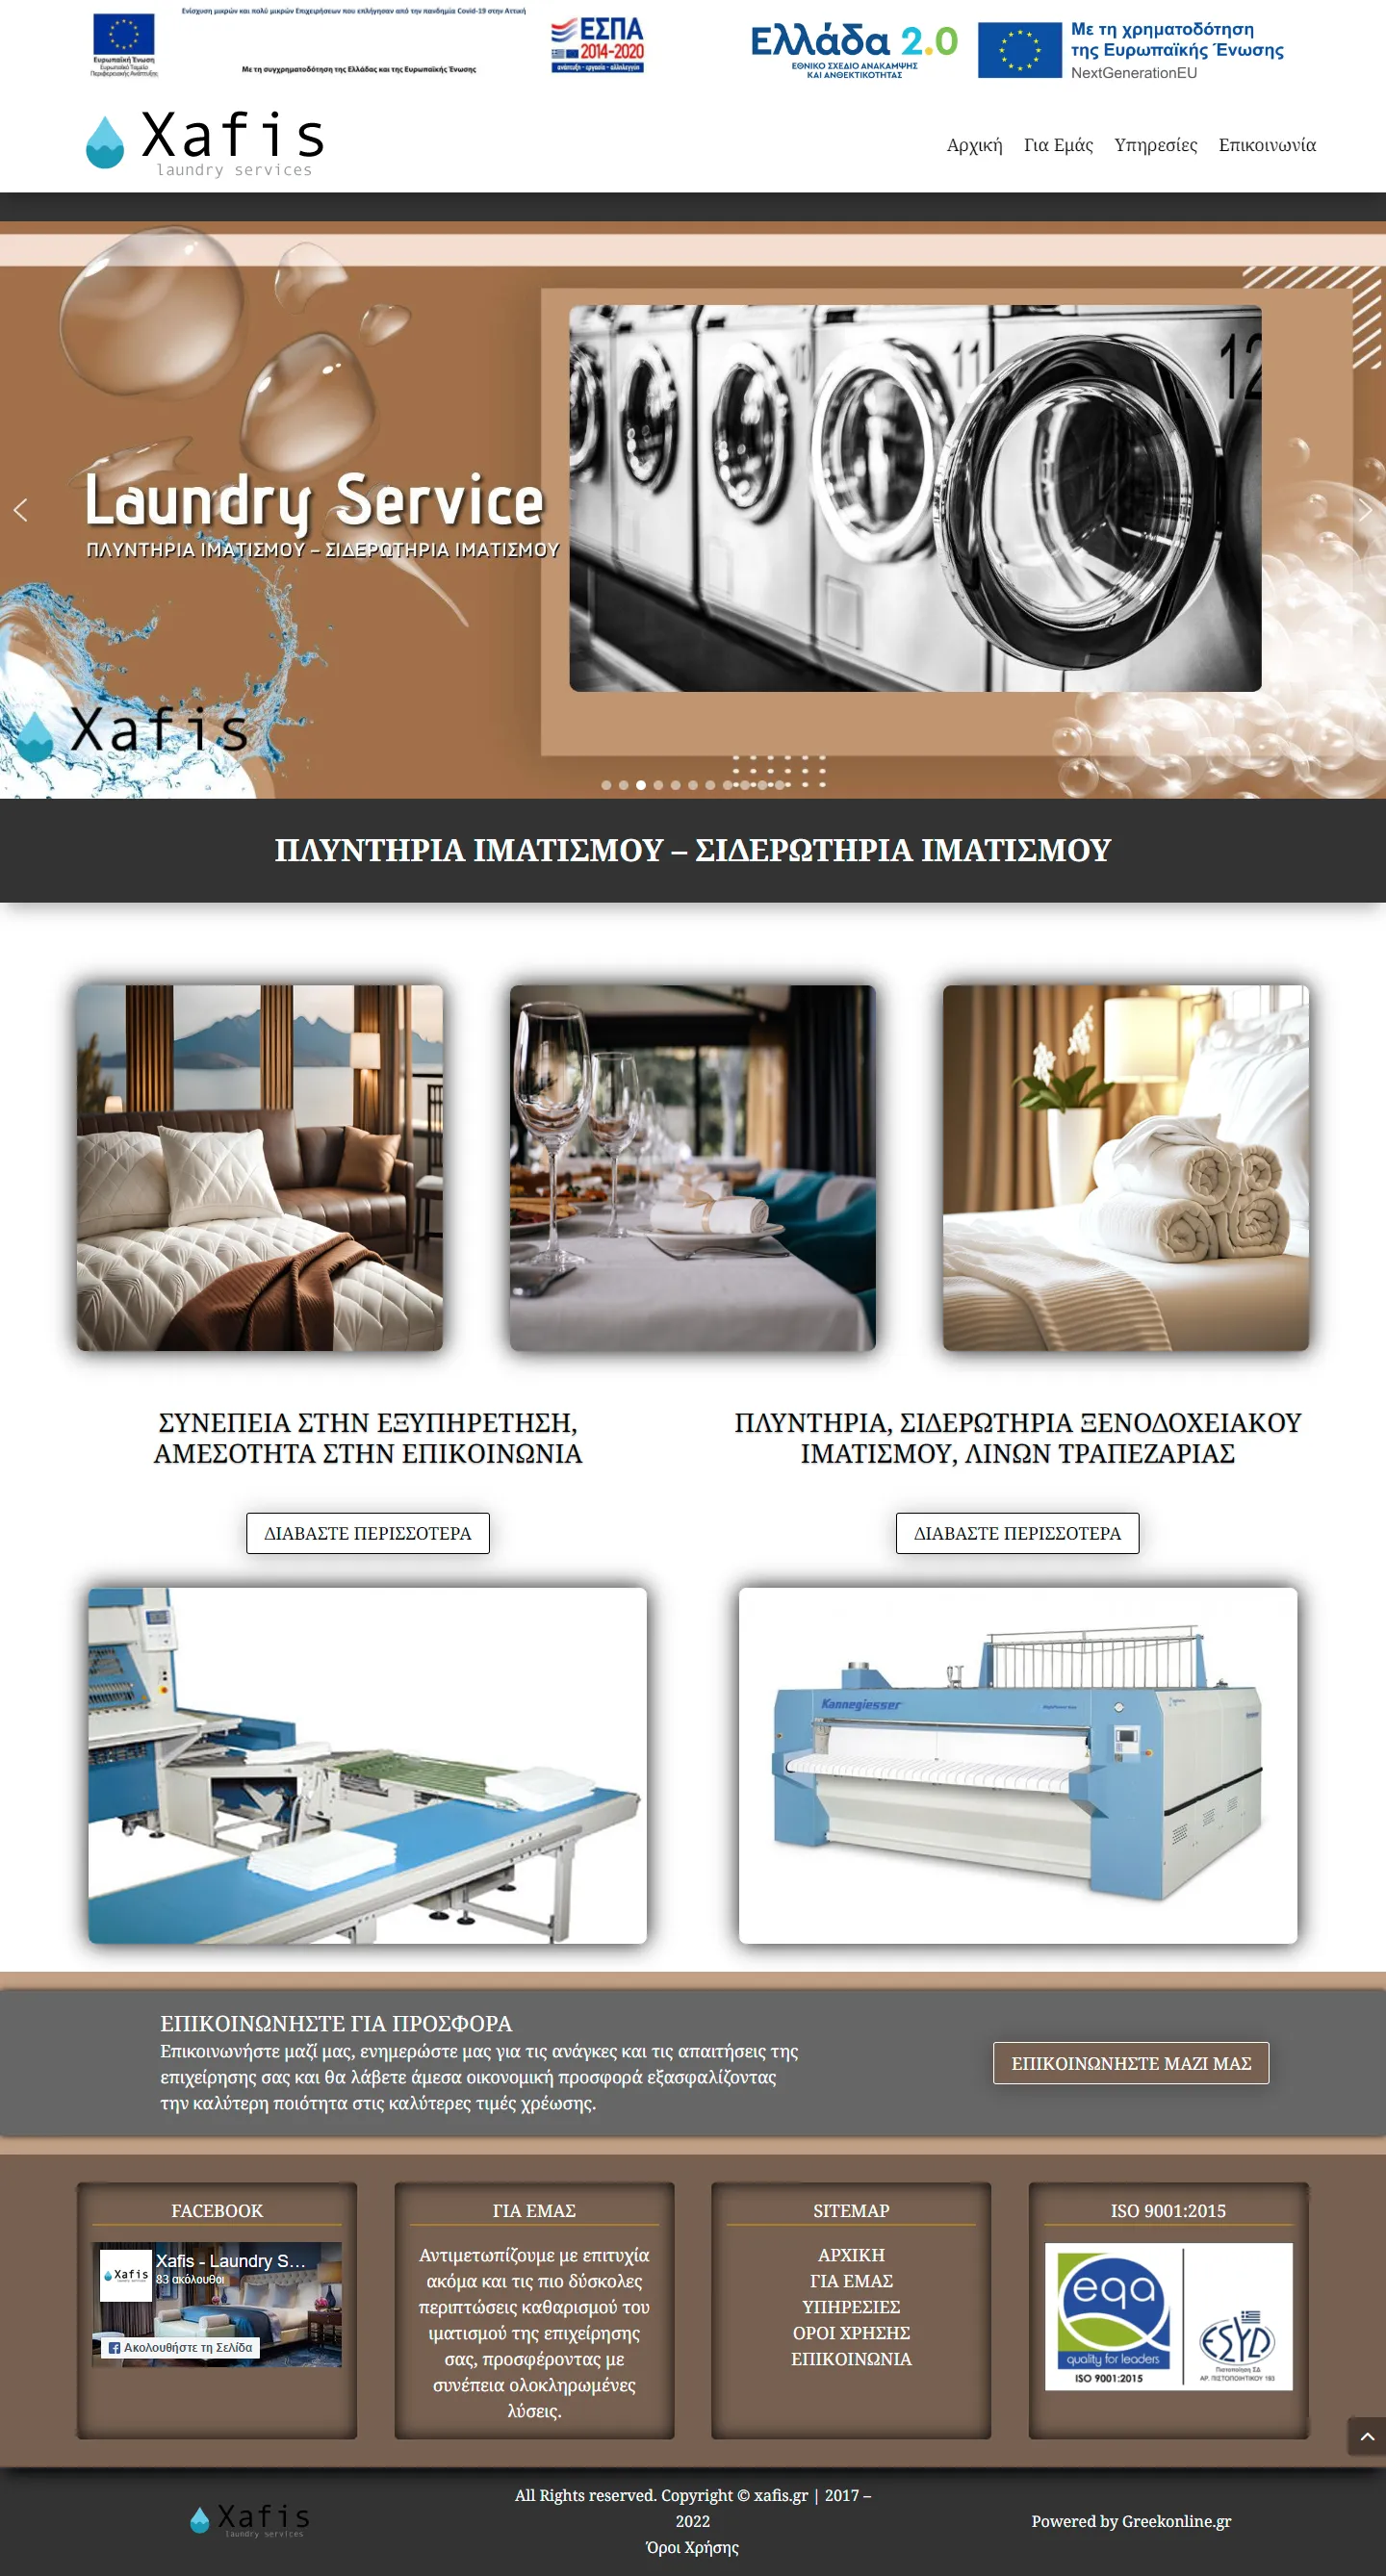 Ενίσχυση μικρών και πολύ μικρών Επιχειρήσεων που επλήγησαν από την πανδημία Covid-19 στην Αττική
Ευρωπαϊκή Ένωση
Ευρωπαϊκό Ταμείο
Περιφερειακής Ανάπτυξης
Με τη συγχρηματοδότηση της Ελλάδας και της Ευρωπαϊκής Ένωσης
ΕΣΠΑ
2014-2020
ανάπτυξη - εργασία - αλληλεγγύη
Ελλάδα 2.0
ΕΘΝΙΚΟ ΣΧΕΔΙΟ ΑΝΑΚΑΜΨΗΣ
ΚΑΙ ΑΝΘΕΚΤΙΚΟΤΗΤΑΣ
Με τη χρηματοδότηση
της Ευρωπαϊκής Ένωσης
NextGenerationEU
Xafis
laundry services
Αρχική Για Εμάς Υπηρεσίες Επικοινωνία
11
12
Laundry Service
ΠΛΥΝΤΗΡΙΑ ΙΜΑΤΙΣΜΟΥ – ΣΙΔΕΡΩΤΗΡΙΑ ΙΜΑΤΙΣΜΟΥ
Xafis
ΠΛΥΝΤΗΡΙΑ ΙΜΑΤΙΣΜΟΥ – ΣΙΔΕΡΩΤΗΡΙΑ ΙΜΑΤΙΣΜΟΥ
ΣΥΝΕΠΕΙΑ ΣΤΗΝ ΕΞΥΠΗΡΕΤΗΣΗ,
ΑΜΕΣΟΤΗΤΑ ΣΤΗΝ ΕΠΙΚΟΙΝΩΝΙΑ
ΔΙΑΒΑΣΤΕ ΠΕΡΙΣΣΟΤΕΡΑ
ΠΛΥΝΤΗΡΙΑ, ΣΙΔΕΡΩΤΗΡΙΑ ΞΕΝΟΔΟΧΕΙΑΚΟΥ
ΙΜΑΤΙΣΜΟΥ, ΛΙΝΩΝ ΤΡΑΠΕΖΑΡΙΑΣ
ΔΙΑΒΑΣΤΕ ΠΕΡΙΣΣΟΤΕΡΑ
Kannegiesser
ΕΠΙΚΟΙΝΩΝΗΣΤΕ ΓΙΑ ΠΡΟΣΦΟΡΑ
Επικοινωνήστε μαζί μας, ενημερώστε μας για τις ανάγκες και τις απαιτήσεις της
επιχείρησης σας και θα λάβετε άμεσα οικονομική προσφορά εξασφαλίζοντας
την καλύτερη ποιότητα στις καλύτερες τιμές χρέωσης.
ΕΠΙΚΟΙΝΩΝΗΣΤΕ ΜΑΖΙ ΜΑΣ
FACEBOOK
Xafis
Xafis - Laundry S...
83 ακόλουθοι
Ακολουθήστε τη Σελίδα
ΓΙΑ ΕΜΑΣ
Αντιμετωπίζουμε με επιτυχία
ακόμα και τις πιο δύσκολες
περιπτώσεις καθαρισμού του
ιματισμού της επιχείρησης
σας, προσφέροντας με
συνέπεια ολοκληρωμένες
λύσεις.
SITEMAP
ΑΡΧΙΚΗ
ΓΙΑ ΕΜΑΣ
ΥΠΗΡΕΣΙΕΣ
ΟΡΟΙ ΧΡΗΣΗΣ
ΕΠΙΚΟΙΝΩΝΙΑ
ISO 9001:2015
eqa
quality for leaders
ISO 9001:2015
ESYD
Πιστοποίηση ΣΔ
ΑΡ. ΠΙΣΤΟΠΟΙΗΤΙΚΟΥ 193
Xafis
laundry services
All Rights reserved. Copyright © xafis.gr | 2017 –
2022
Όροι Χρήσης
Powered by Greekonline.gr